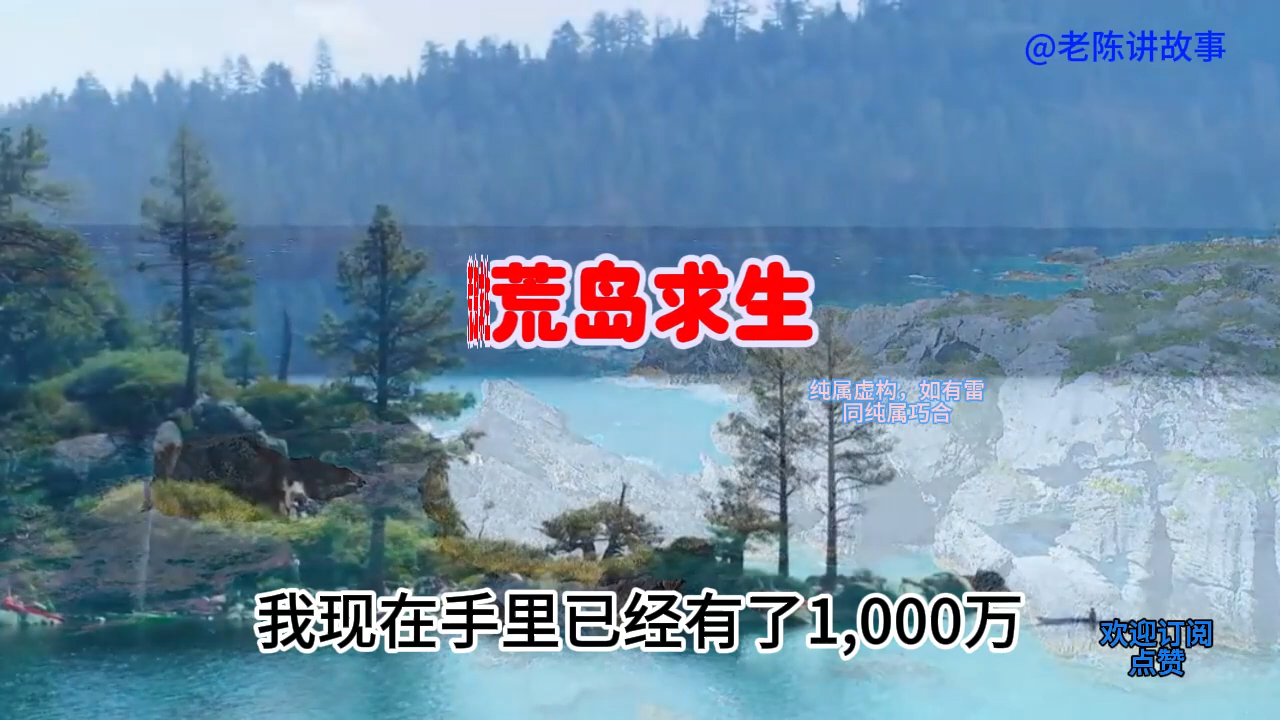 @老陈讲故事
荒岛求生
纯属虚构，如有雷
同纯属巧合
我现在手里已经有了1,000万
欢迎订阅
点赞